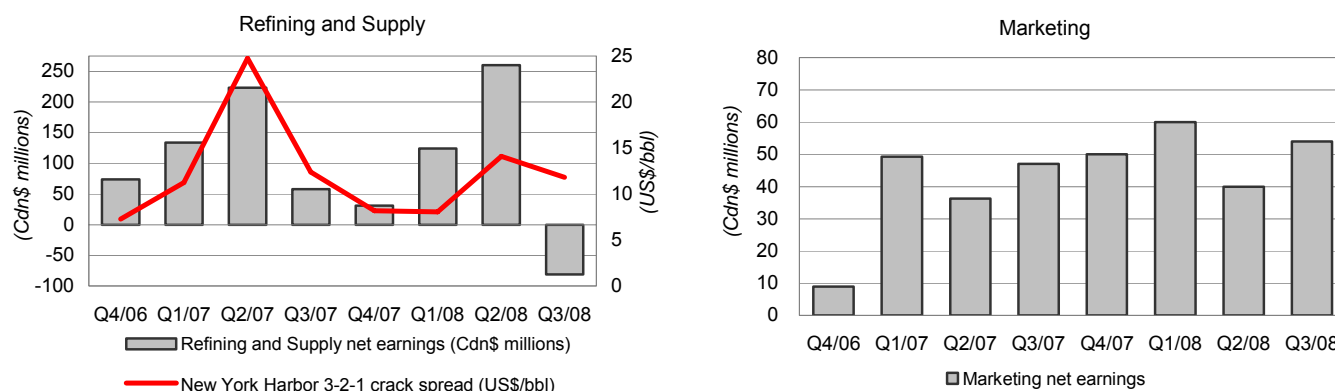 Refining and Supply
250
200
150
100
50
0
-50
-100
(Cdn$ millions)
25
20
15
10
5
0
(US$/bbl)
Q4/06 Q1/07 Q2/07 Q3/07 Q4/07 Q1/08 Q2/08 Q3/08
Refining and Supply net earnings (Cdn$ millions)
New York Harbor 3-2-1 crack spread (US$/bbl)
Marketing
80
70
60
50
40
30
20
10
0
(Cdn$ millions)
Q4/06 Q1/07 Q2/07 Q3/07 Q4/07 Q1/08 Q2/08 Q3/08
Marketing net earnings